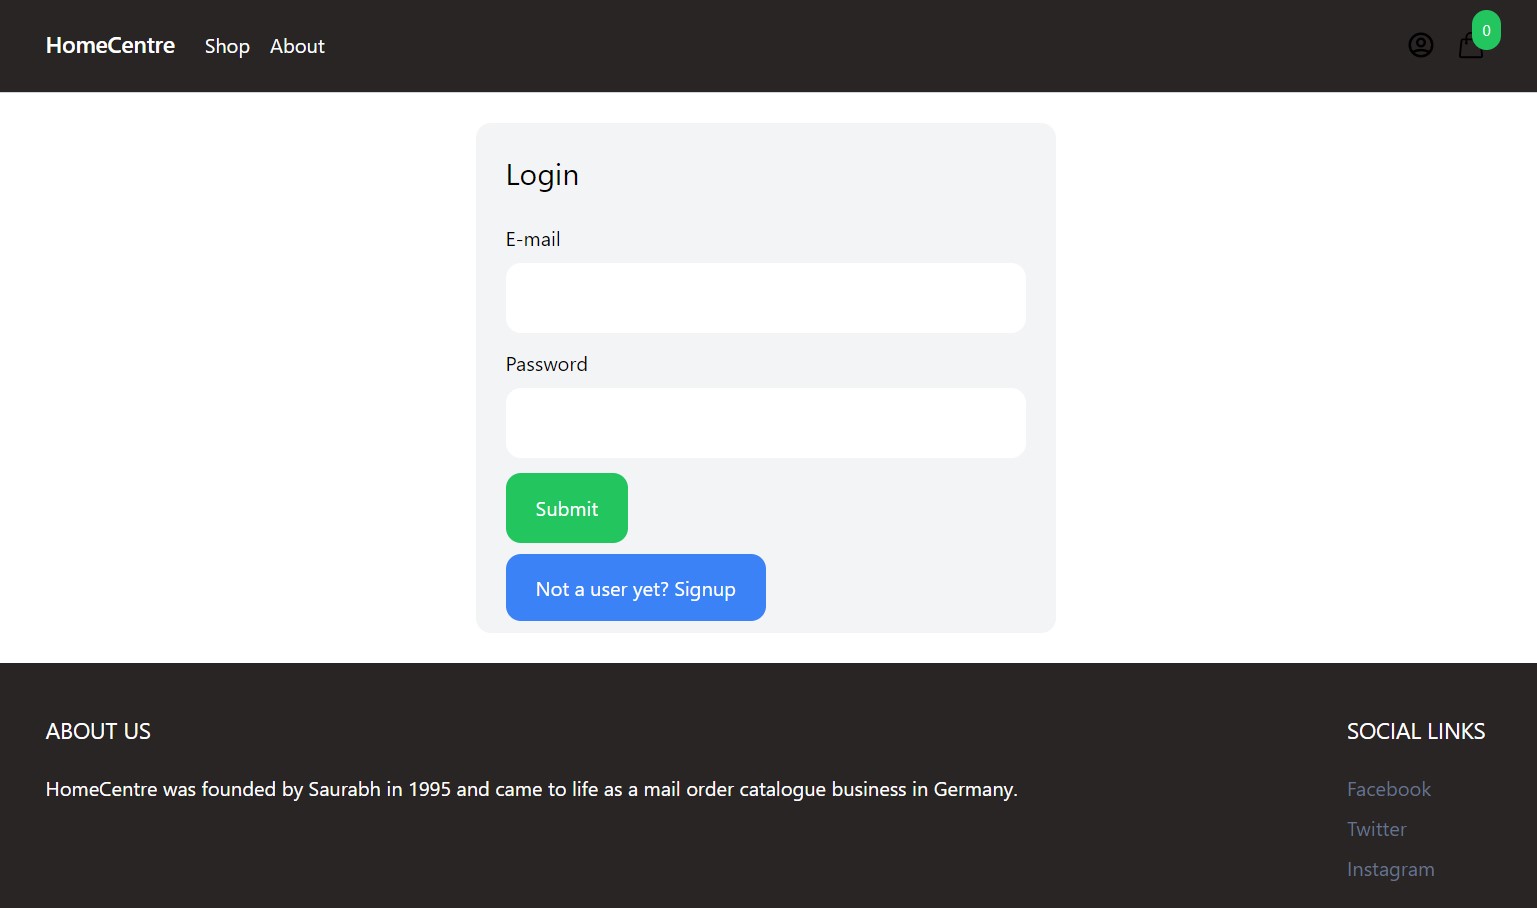 HomeCentre Shop About 0
Login
E-mail
Password
Submit
Not a user yet? Signup
ABOUT US
HomeCentre was founded by Saurabh in 1995 and came to life as a mail order catalogue business in Germany.
SOCIAL LINKS
Facebook
Twitter
Instagram